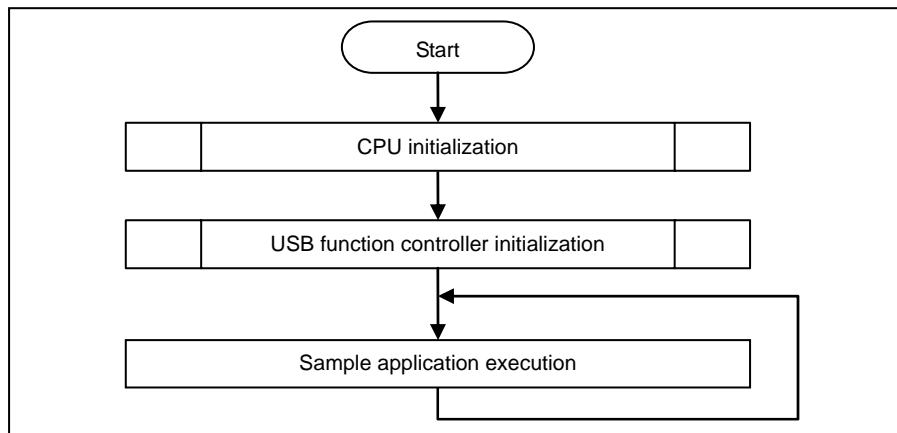 Start
CPU initialization
USB function controller initialization
Sample application execution